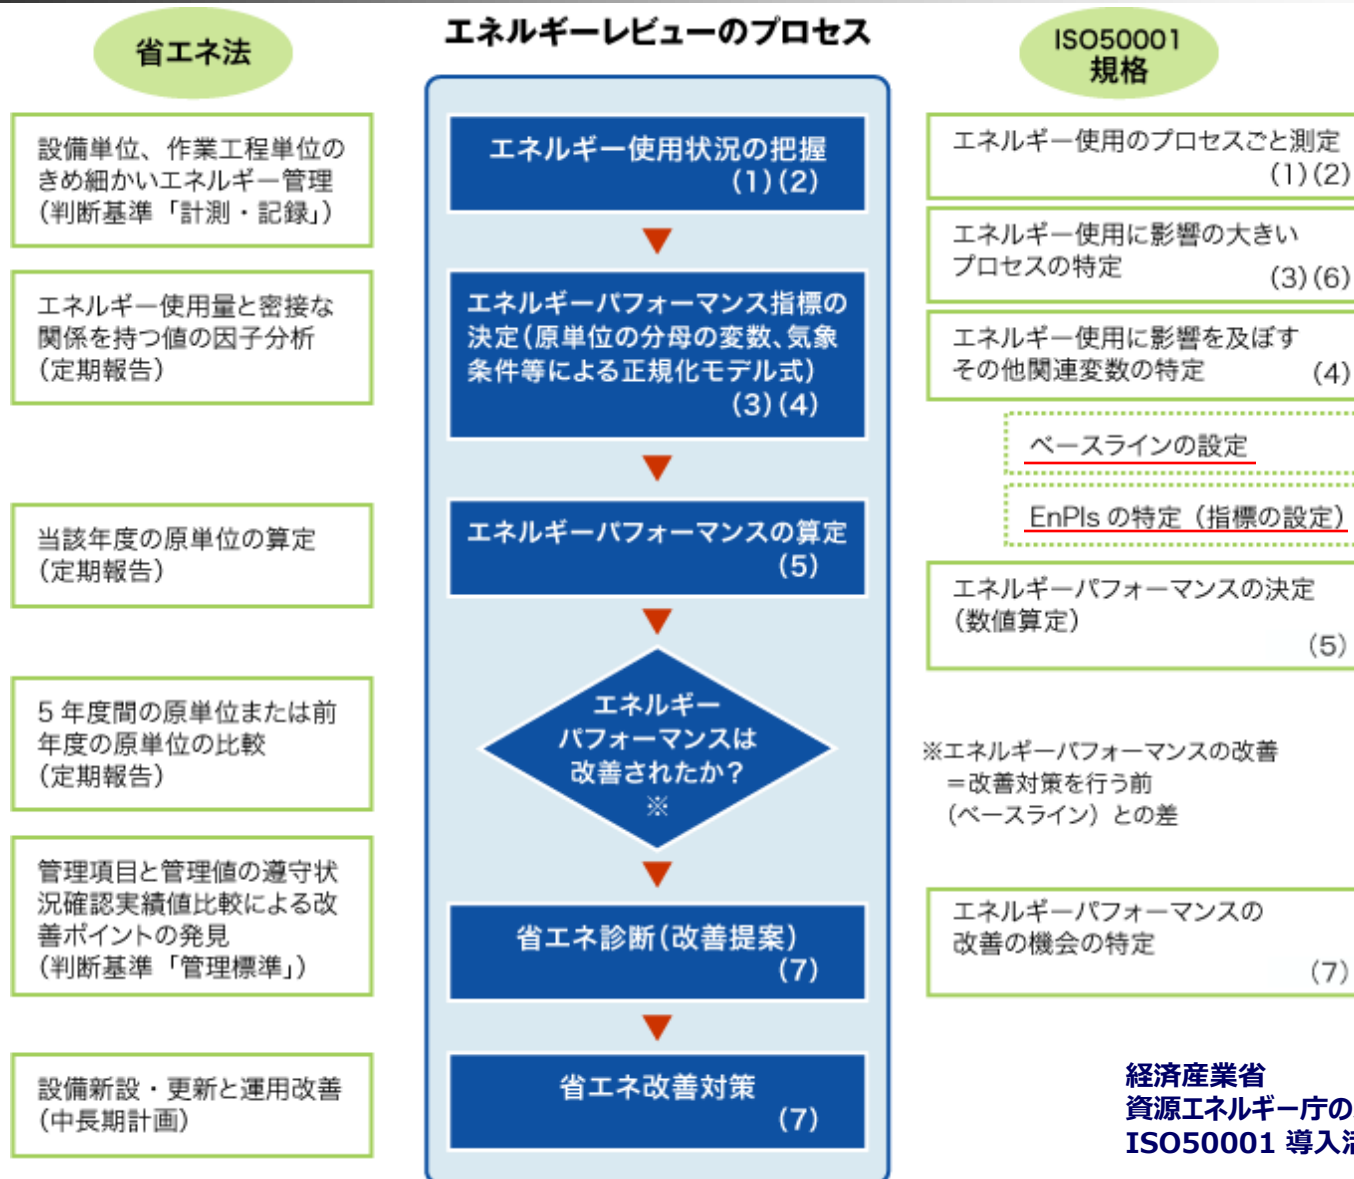 省エネ法
設備単位、作業工程単位の
きめ細かいエネルギー管理
（判断基準「計測・記録」）
エネルギー使用量と密接な
関係を持つ値の因子分析
（定期報告）
当該年度の原単位の算定
（定期報告）
5 年度間の原単位または前
年度の原単位の比較
（定期報告）
管理項目と管理値の遵守状
況確認実績値比較による改
善ポイントの発見
（判断基準「管理標準」）
設備新設・更新と運用改善
（中長期計画）
エネルギーレビューのプロセス
エネルギー使用状況の把握
(1)(2)
エネルギーパフォーマンス指標の
決定（原単位の分母の変数、気象
条件等による正規化モデル式）
(3)(4)
エネルギーパフォーマンスの算定
(5)
エネルギー
パフォーマンスは
改善されたか？
※
省エネ診断（改善提案）
(7)
省エネ改善対策
(7)
ISO50001
規格
エネルギー使用のプロセスごと測定
(1)(2)
エネルギー使用に影響の大きい
プロセスの特定 (3)(6)
エネルギー使用に影響を及ぼす
その他関連変数の特定 (4)
ベースラインの設定
EnPIs の特定（指標の設定）
エネルギーパフォーマンスの決定
（数値算定）
(5)
※エネルギーパフォーマンスの改善
＝改善対策を行う前
（ベースライン）との差
エネルギーパフォーマンスの
改善の機会の特定
(7)
経済産業省
資源エネルギー庁の
ISO50001 導入